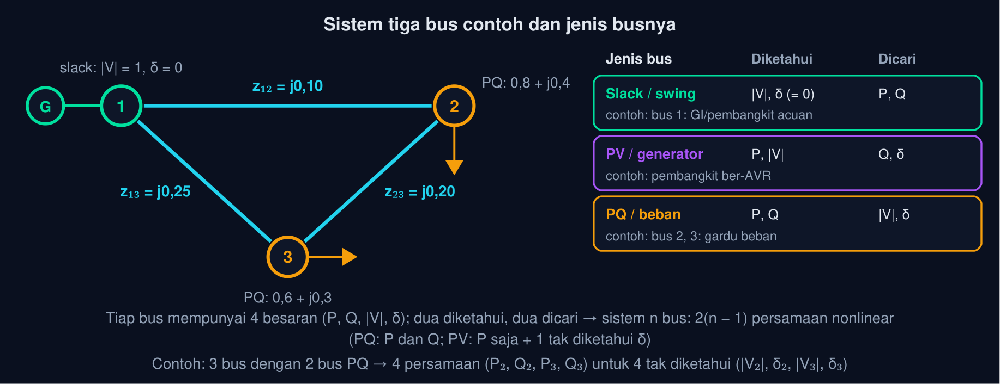 Sistem tiga bus contoh dan jenis busnya
slack: |V| = 1, δ = 0
G
1
z₁₂ = j0,10
2
PQ: 0,8 + j0,4
z₁₃ = j0,25
z₂₃ = j0,20
3
PQ: 0,6 + j0,3
Jenis bus Diketahui Dicari
Slack / swing |V|, δ (= 0) P, Q
contoh: bus 1: GI/pembangkit acuan
PV / generator P, |V| Q, δ
contoh: pembangkit ber-AVR
PQ / beban P, Q |V|, δ
contoh: bus 2, 3: gardu beban
Tiap bus mempunyai 4 besaran (P, Q, |V|, δ); dua diketahui, dua dicari → sistem n bus: 2(n − 1) persamaan nonlinear
(PQ: P dan Q; PV: P saja + 1 tak diketahui δ)
Contoh: 3 bus dengan 2 bus PQ → 4 persamaan (P₂, Q₂, P₃, Q₃) untuk 4 tak diketahui (|V₂|, δ₂, |V₃|, δ₃)